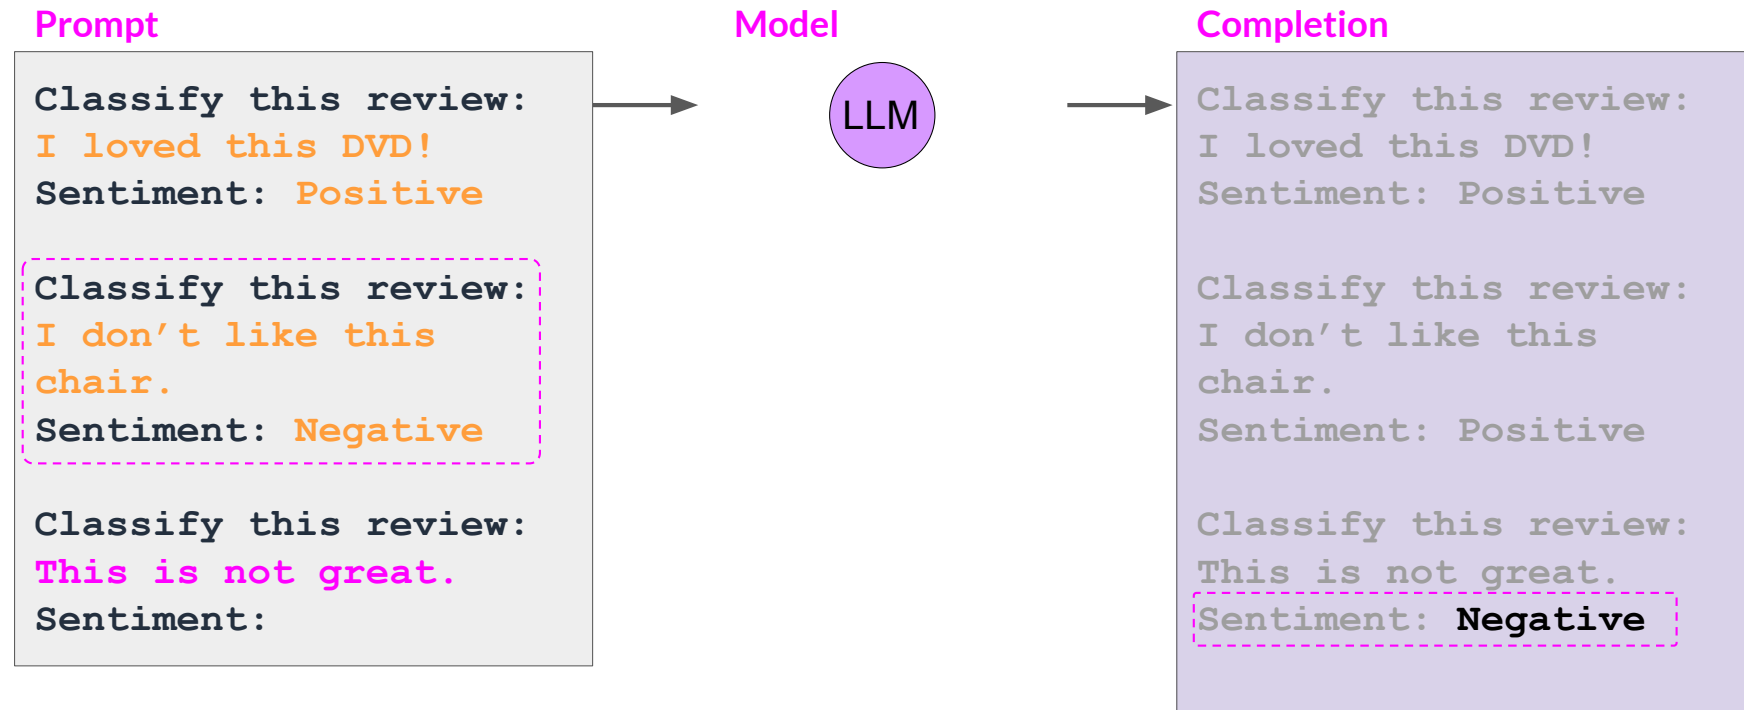 Prompt
Classify this review:
I loved this DVD!
Sentiment: Positive
Classify this review:
I don’t like this
chair.
Sentiment: Negative
Classify this review:
This is not great.
Sentiment:
Model
LLM
Completion
Classify this review:
I loved this DVD!
Sentiment: Positive
Classify this review:
I don’t like this
chair.
Sentiment: Positive
Classify this review:
This is not great.
Sentiment: Negative